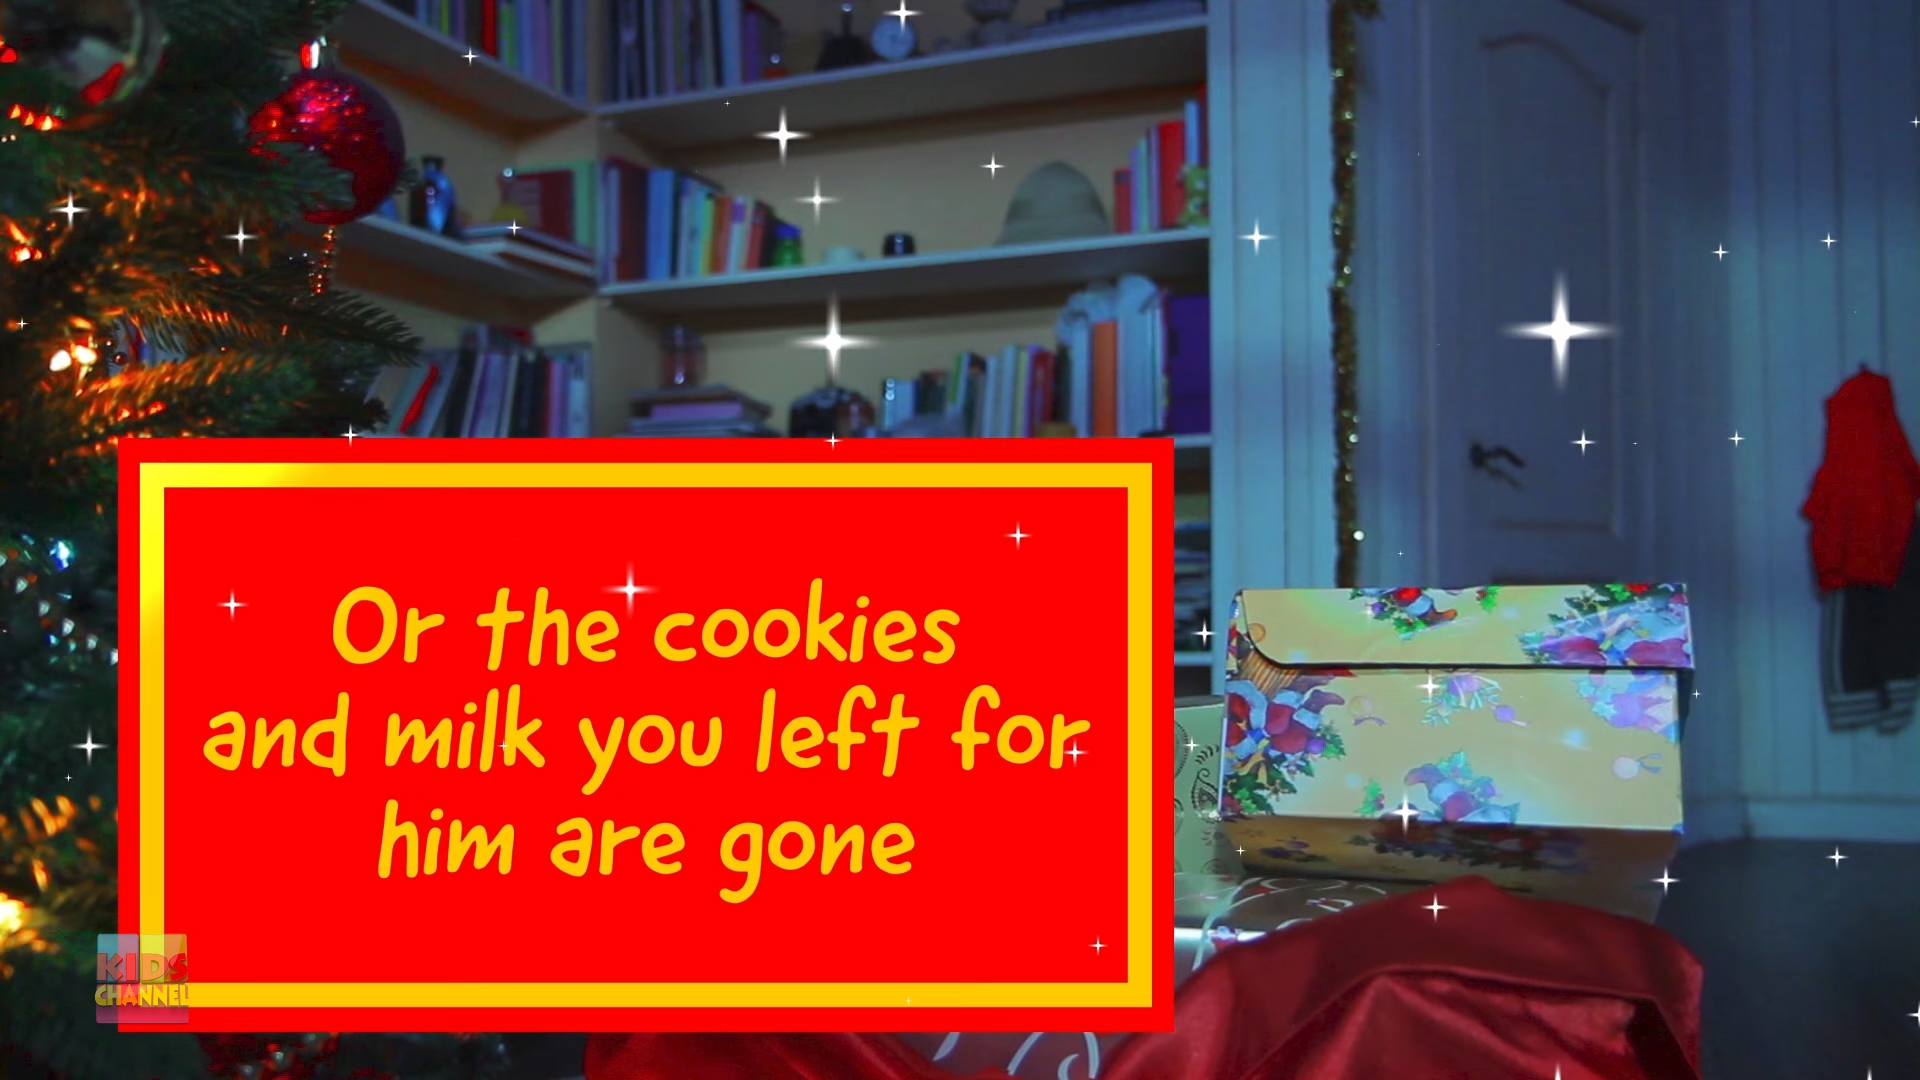 Or the cookies
and milk you left for
him are gone
KIDS
CHANNEL